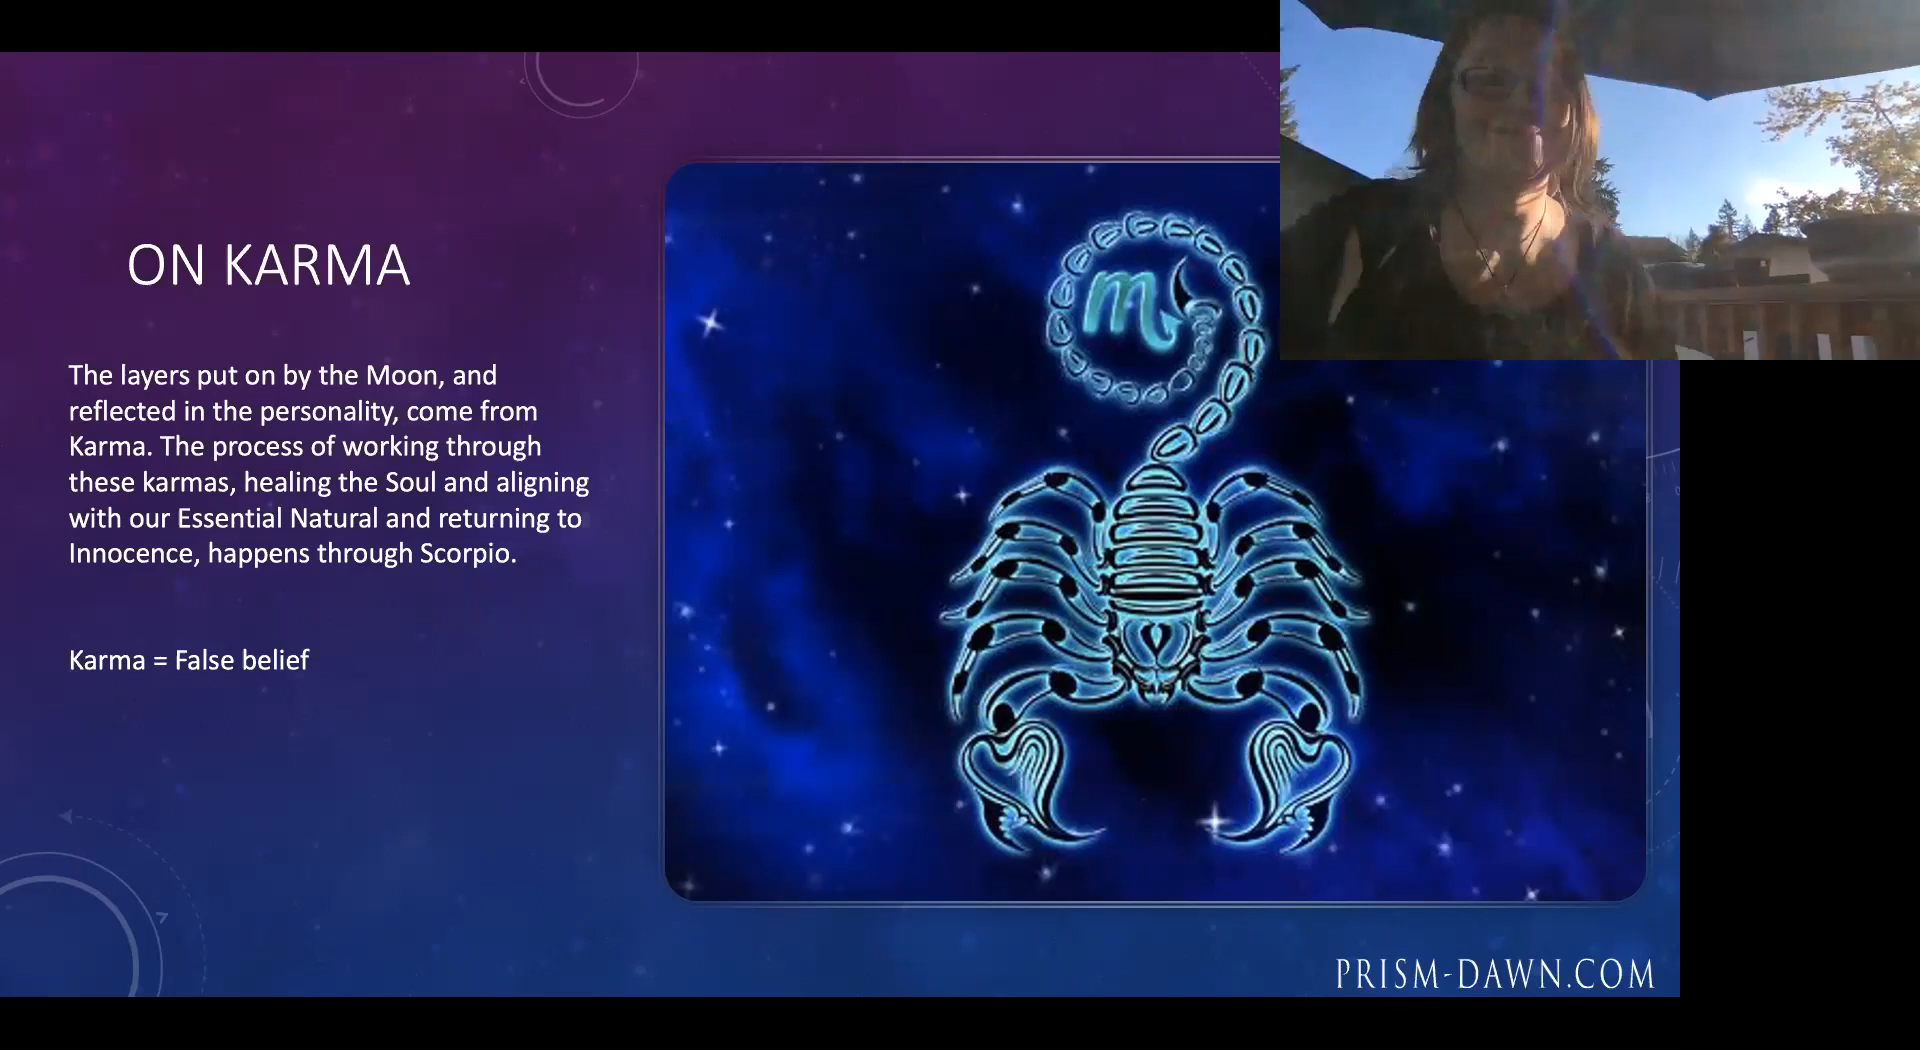 ON KARMA
The layers put on by the Moon, and
reflected in the personality, come from
Karma. The process of working through
these karmas, healing the Soul and aligning
with our Essential Natural and returning to
Innocence, happens through Scorpio.
Karma = False belief
PRISM-DAWN.COM